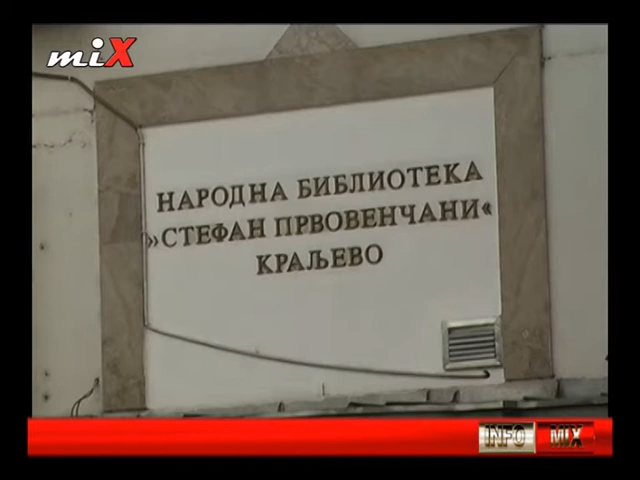 miX
НАРОДНА БИБЛИОТЕКА
»СТЕФАН ПРВОВЕНЧАНИ«
КРАЉЕВО
INFO MIX